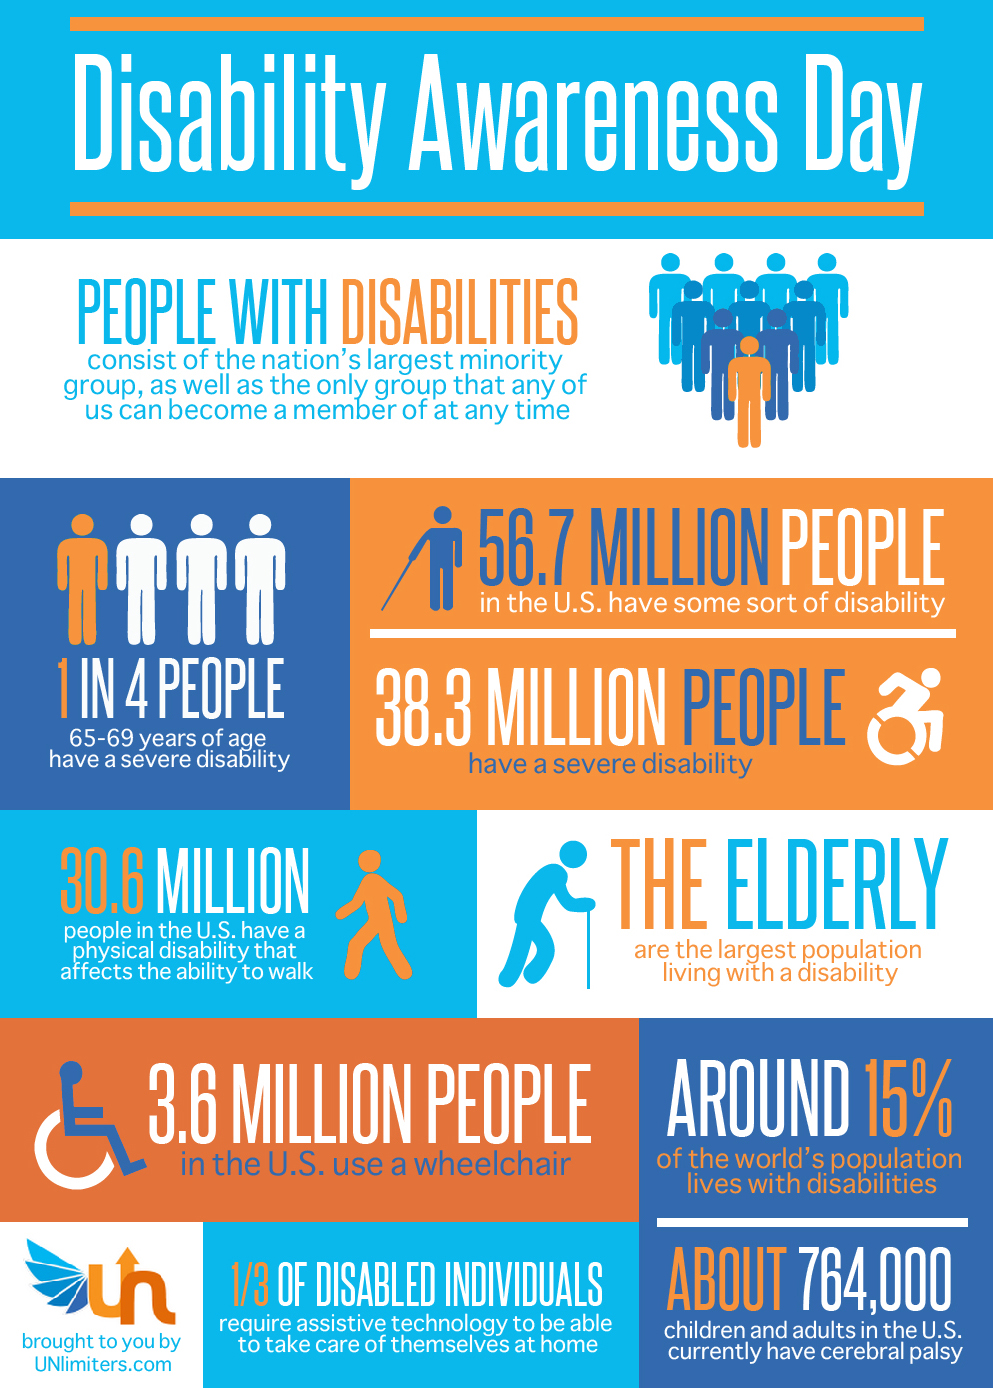 Disability Awareness Day
PEOPLE WITH DISABILITIES
consist of the nation's largest minority
group, as well as the only group that any of
us can become a member of at any time
1 IN 4 PEOPLE
65-69 years of age
have a severe disability
56.7 MILLION PEOPLE
in the U.S. have some sort of disability
38.3 MILLION PEOPLE
have a severe disability
30.6 MILLION
people in the U.S. have a
physical disability that
affects the ability to walk
THE ELDERLY
are the largest population
living with a disability
3.6 MILLION PEOPLE
in the U.S. use a wheelchair
AROUND 15%
of the world's population
lives with disabilities
un
brought to you by
UNlimiters.com
1/3 OF DISABLED INDIVIDUALS
require assistive technology to be able
to take care of themselves at home
ABOUT 764,000
children and adults in the U.S.
currently have cerebral palsy